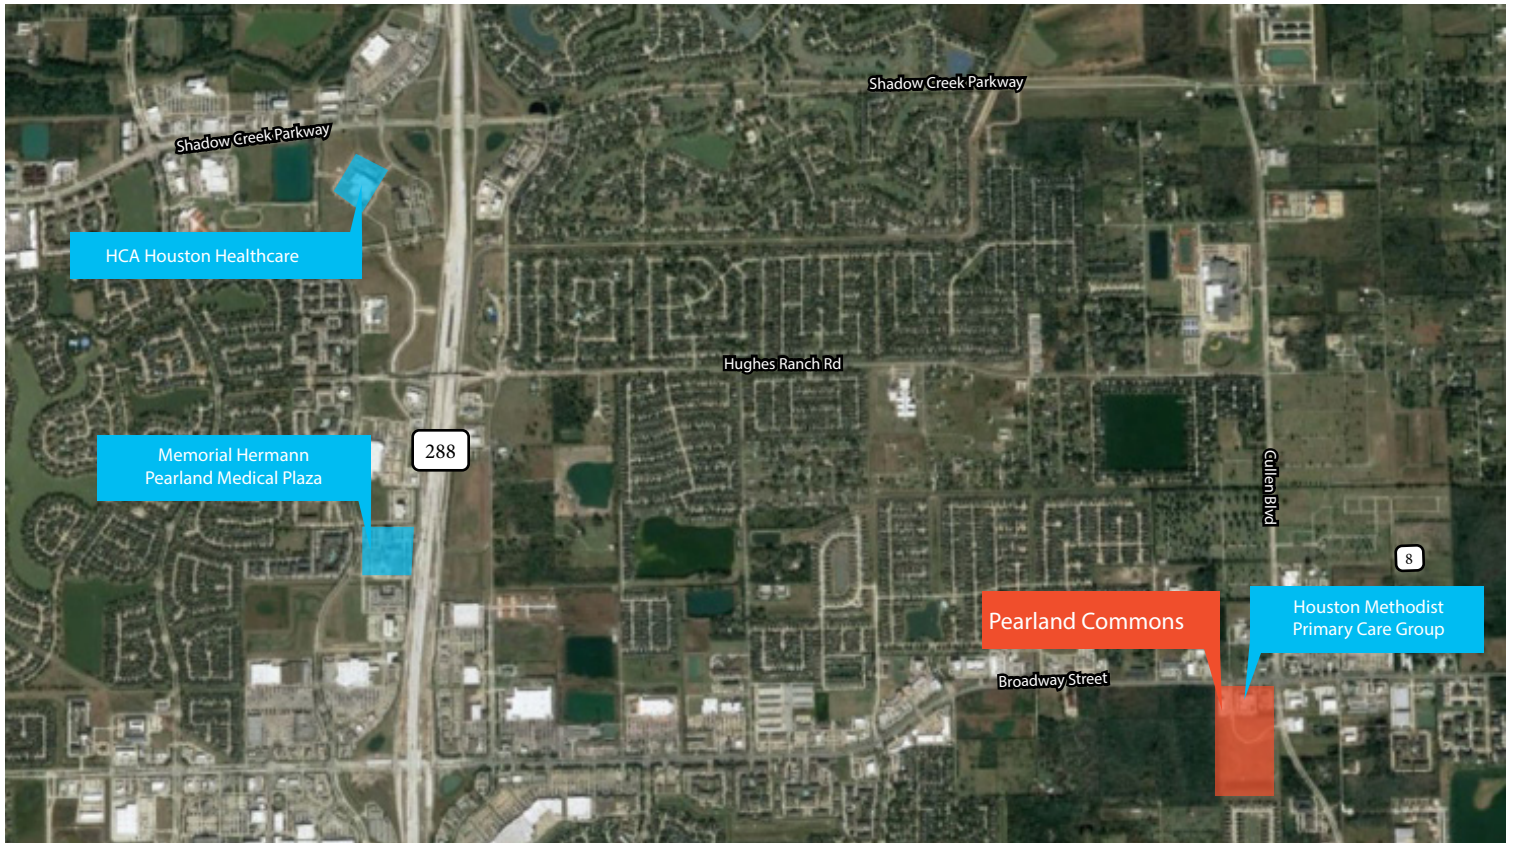 Shadow Creek Parkway
Shadow Creek Parkway
HCA Houston Healthcare
Hughes Ranch Rd
Memorial Hermann
Pearland Medical Plaza
288
Cullen Blvd
8
Pearland Commons
Houston Methodist
Primary Care Group
Broadway Street